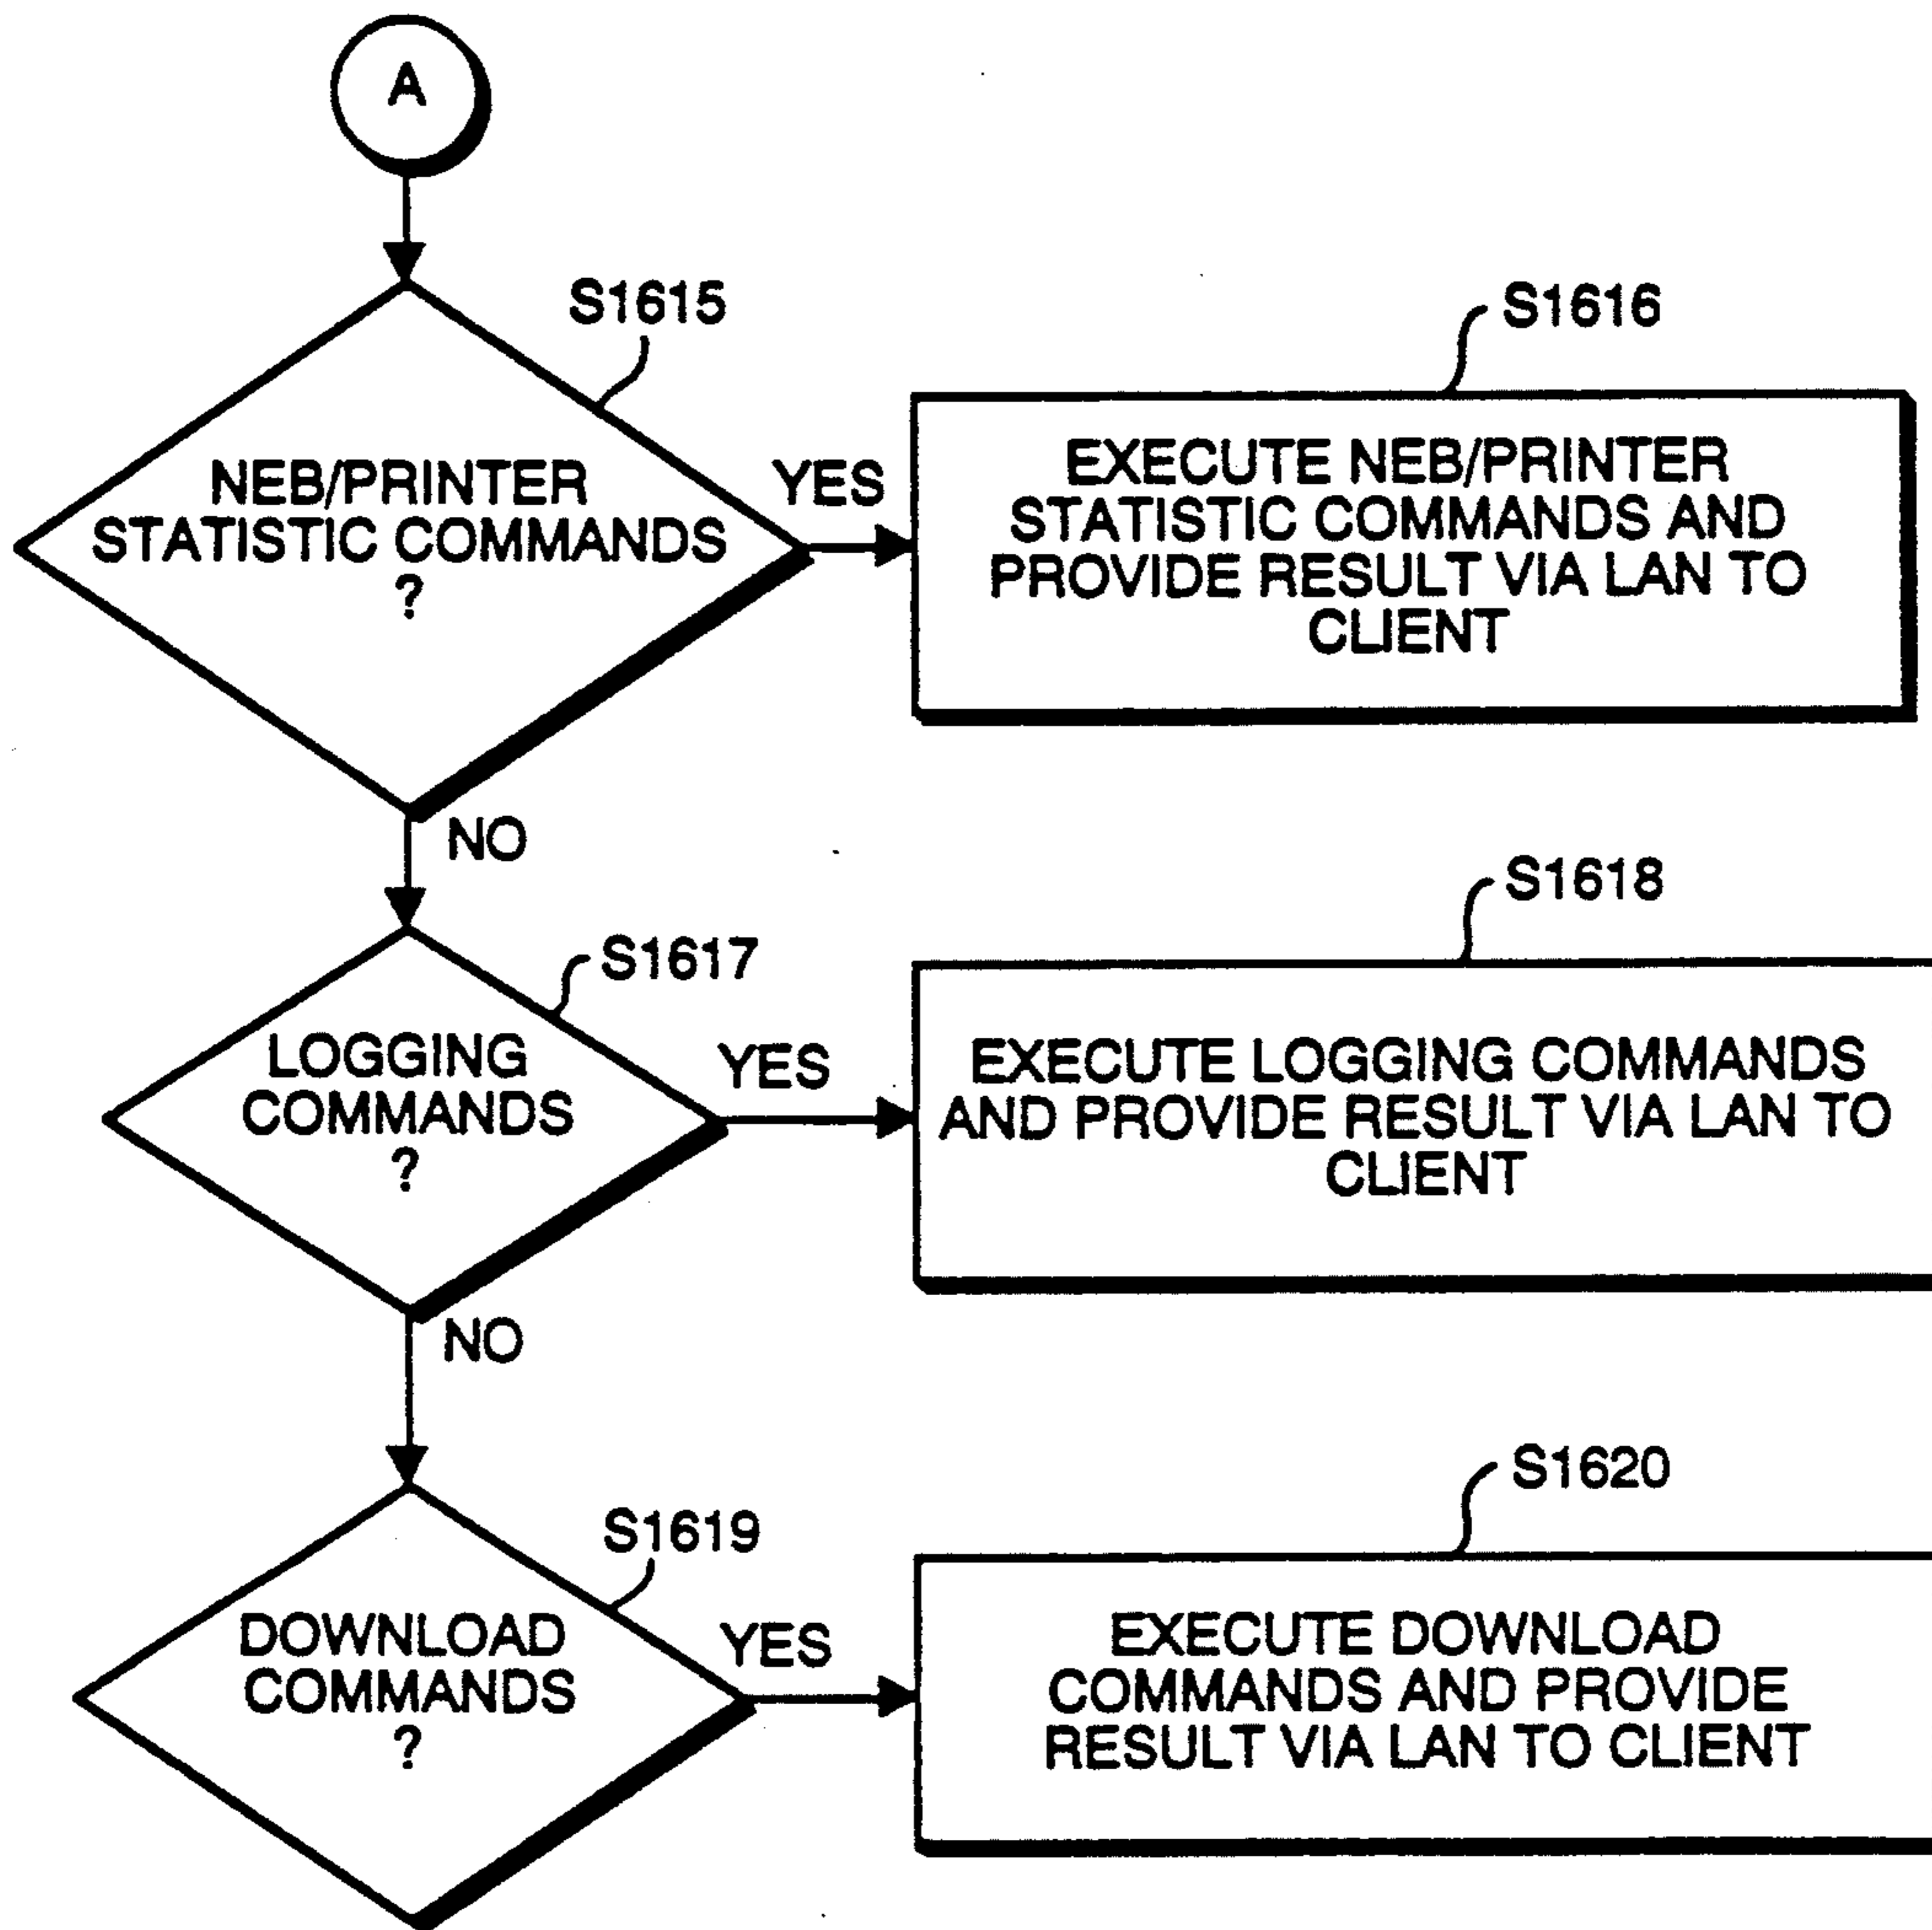 A
S1615
NEB/PRINTER
STATISTIC COMMANDS
?
YES
S1616
EXECUTE NEB/PRINTER
STATISTIC COMMANDS AND
PROVIDE RESULT VIA LAN TO
CLIENT
NO
S1617
LOGGING
COMMANDS
?
YES
S1618
EXECUTE LOGGING COMMANDS
AND PROVIDE RESULT VIA LAN TO
CLIENT
NO
S1619
DOWNLOAD
COMMANDS
?
YES
S1620
EXECUTE DOWNLOAD
COMMANDS AND PROVIDE
RESULT VIA LAN TO CLIENT